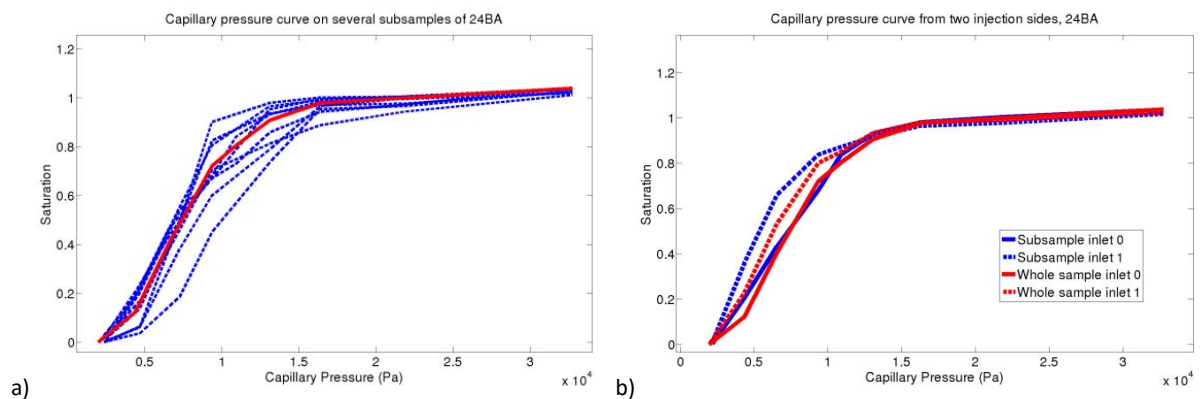 Capillary pressure curve on several subsamples of 24BA
1.2
1
0.8
0.6
0.4
0.2
0
Saturation
0.5
1
1.5
2
2.5
3
Capillary Pressure (Pa)
x 10^4
a)
Capillary pressure curve from two injection sides, 24BA
1.2
1
0.8
0.6
0.4
0.2
0
Saturation
Subsample inlet 0
Subsample inlet 1
Whole sample inlet 0
Whole sample inlet 1
0
0.5
1
1.5
2
2.5
3
Capillary Pressure (Pa)
x 10^4
b)